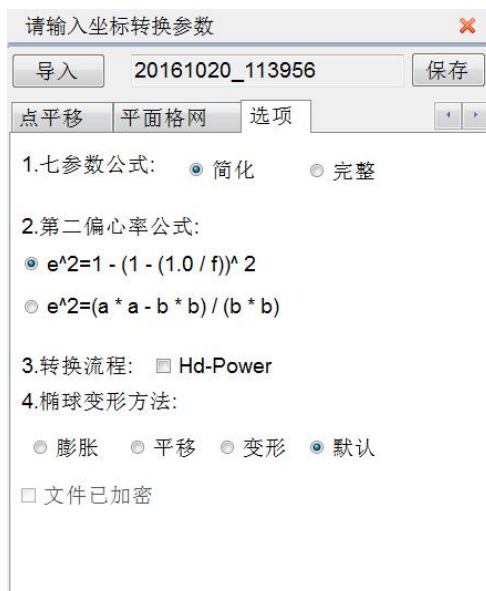 请输入坐标转换参数
导入 20161020_113956 保存
点平移 平面格网 选项
1.七参数公式: 简化 完整
2.第二偏心率公式:
e^2=1 - (1 - (1.0 / f))^ 2
e^2=(a * a - b * b) / (b * b)
3.转换流程: Hd-Power
4.椭球变形方法:
膨胀 平移 变形 默认
文件已加密